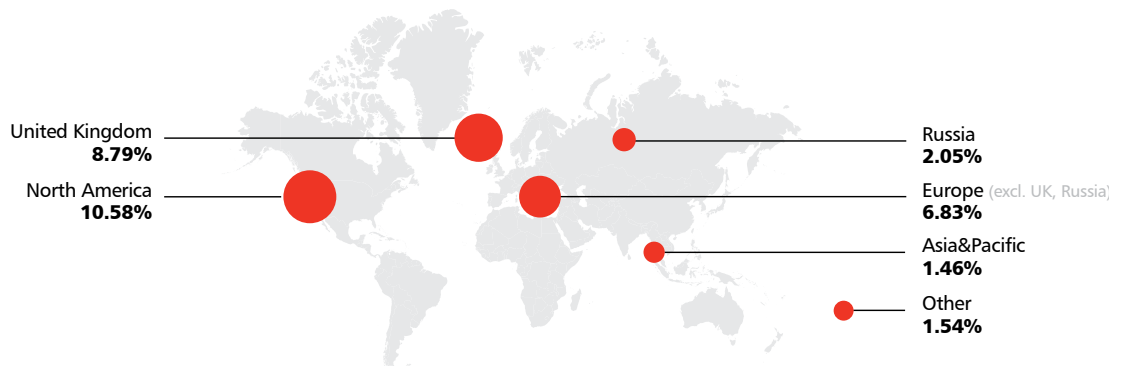 United Kingdom
8.79%
North America
10.58%
Russia
2.05%
Europe (excl. UK, Russia)
6.83%
Asia&Pacific
1.46%
Other
1.54%